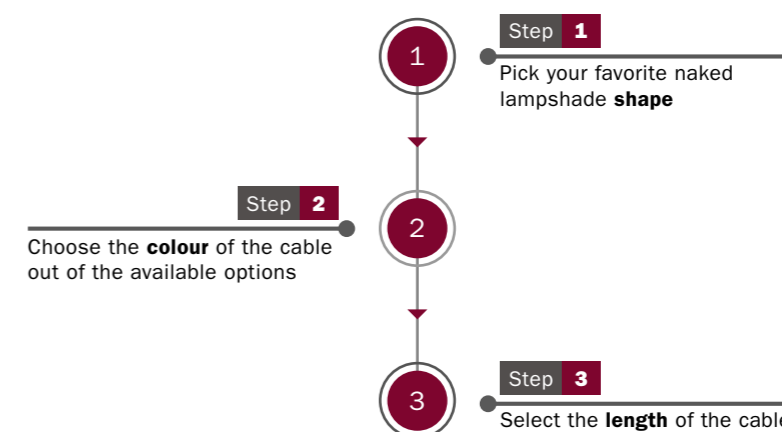 1
Step 1
Pick your favorite naked
lampshade shape
Step 2
2
Choose the colour of the cable
out of the available options
3
Step 3
Select the length of the cable